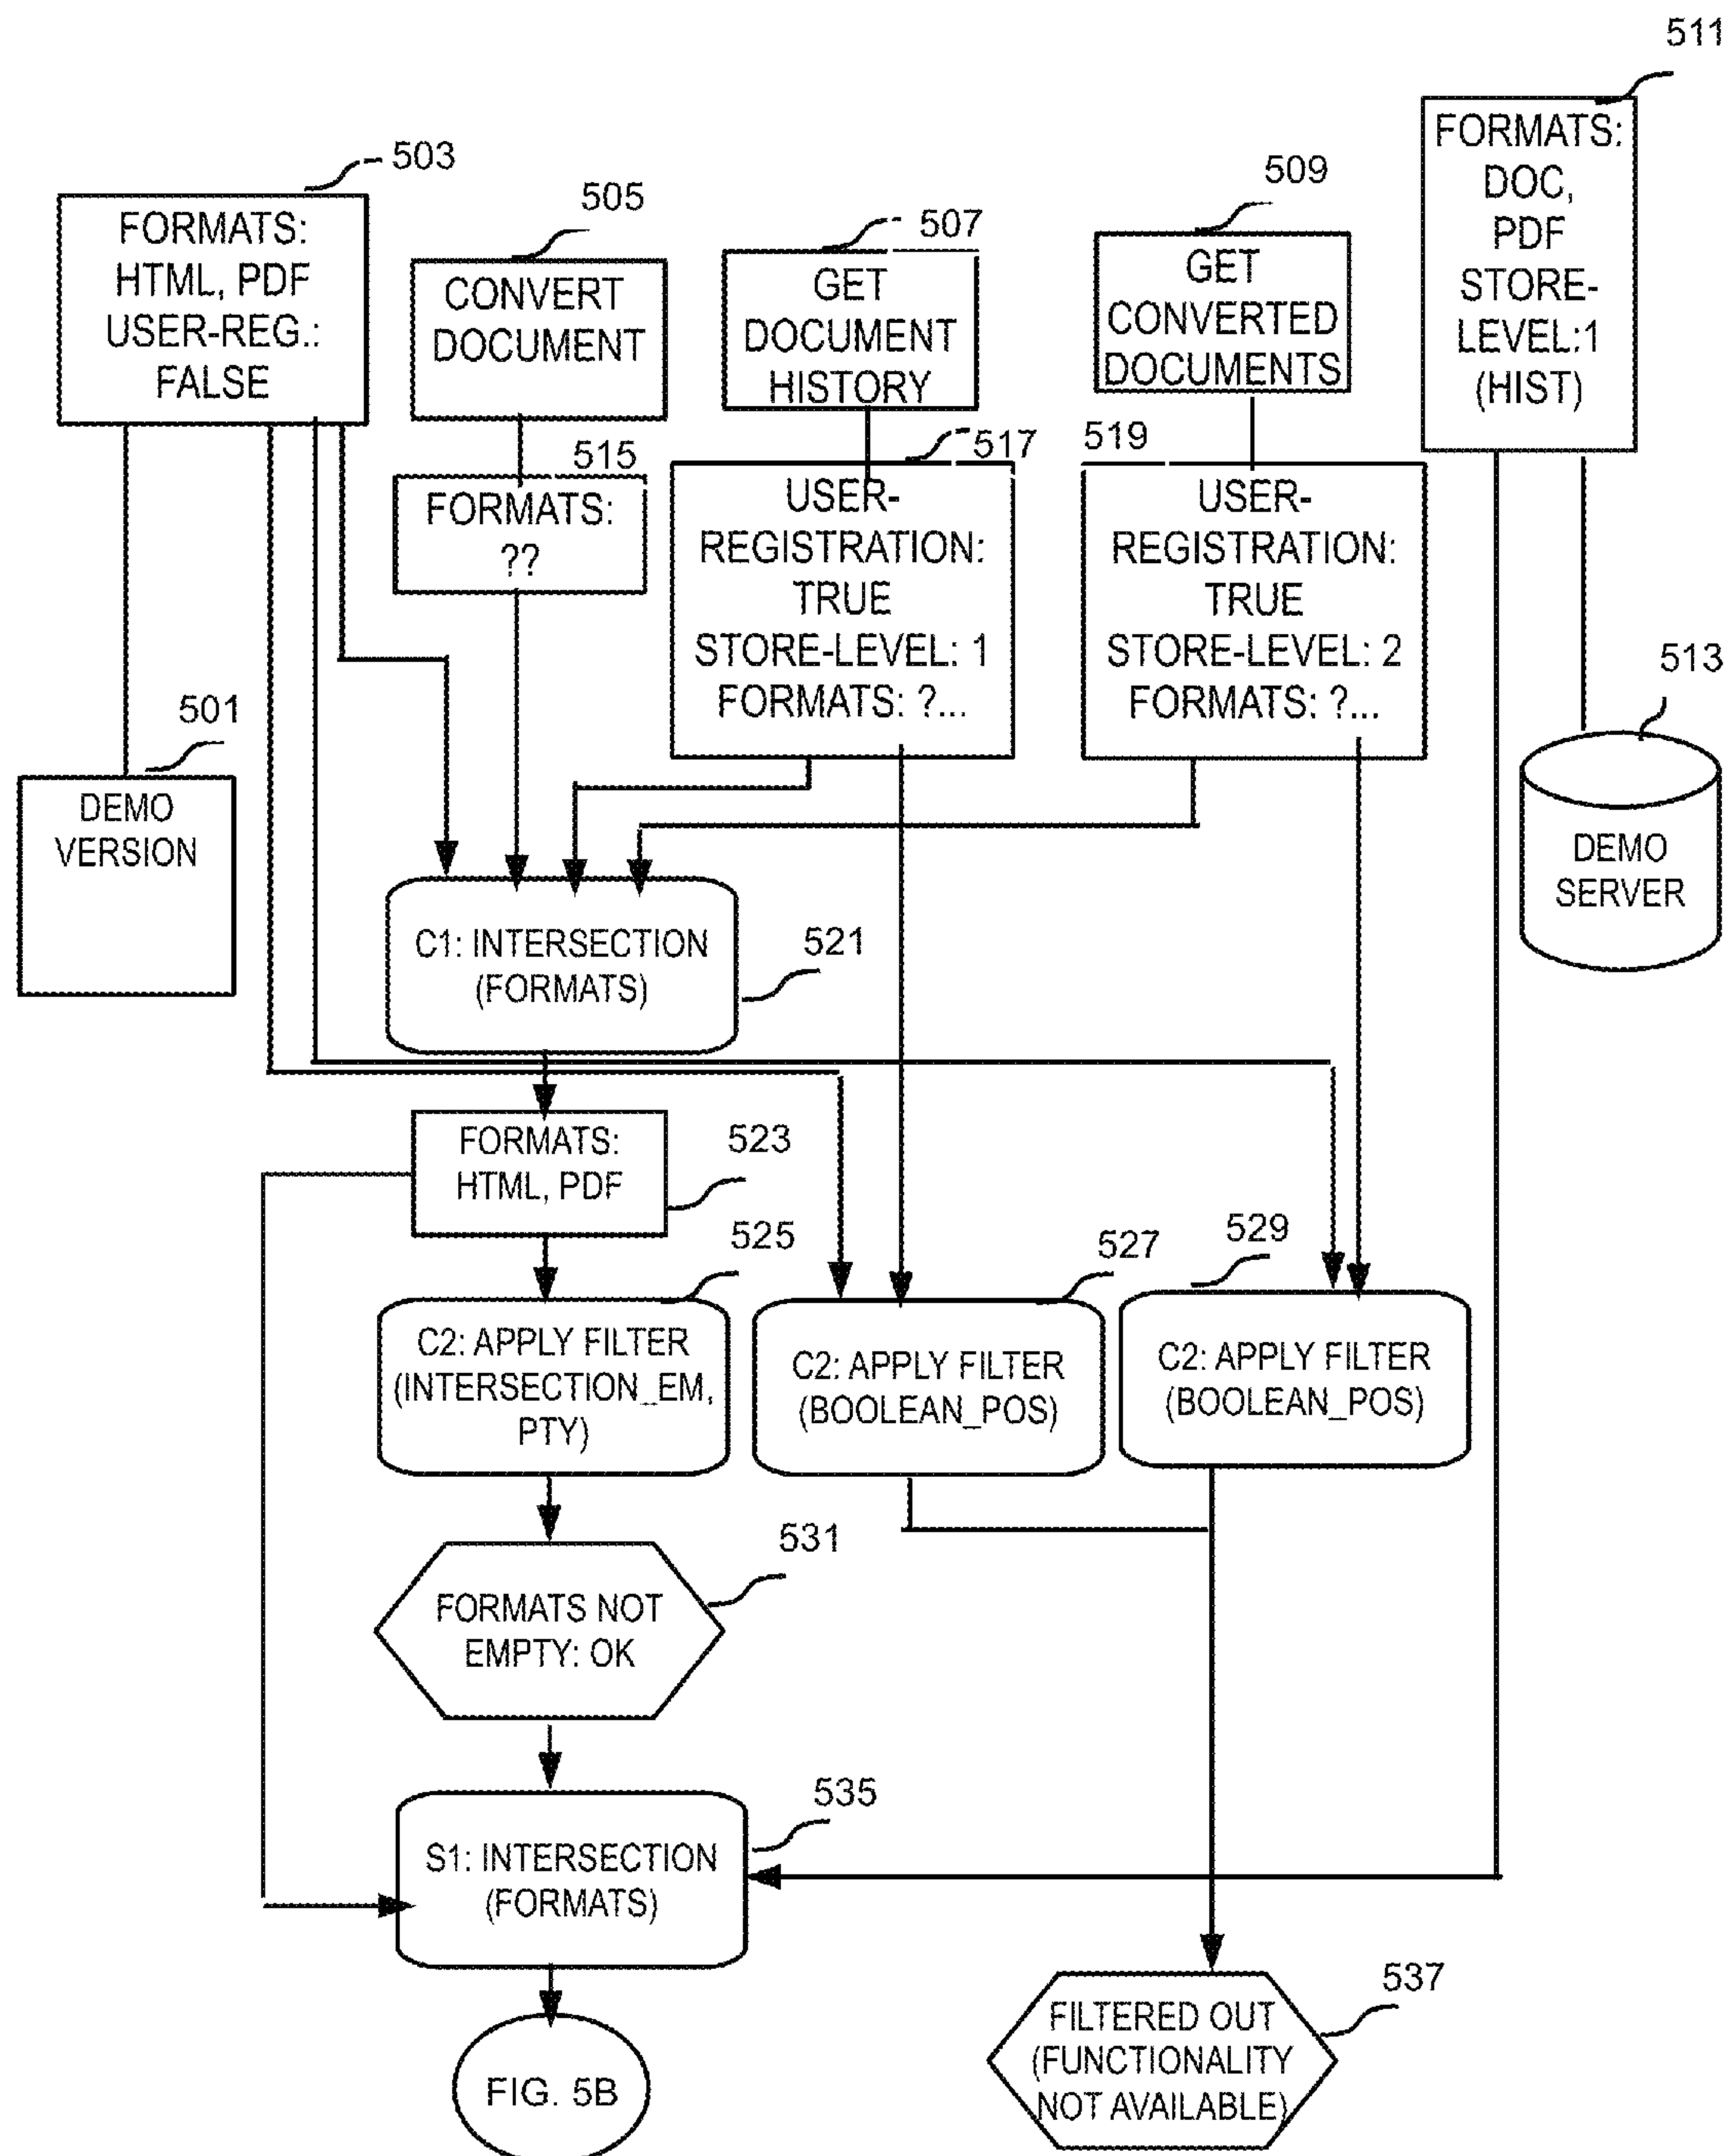 511
FORMATS:
DOC,
PDF
STORE-
LEVEL:1
(HIST)
503
FORMATS:
HTML, PDF
USER-REG.:
FALSE
505
CONVERT
DOCUMENT
507
GET
DOCUMENT
HISTORY
509
GET
CONVERTED
DOCUMENTS
515
FORMATS:
??
517
USER-
REGISTRATION:
TRUE
STORE-LEVEL: 1
FORMATS: ?...
519
USER-
REGISTRATION:
TRUE
STORE-LEVEL: 2
FORMATS: ?...
513
DEMO
SERVER
501
DEMO
VERSION
C1: INTERSECTION
(FORMATS)
521
FORMATS:
HTML, PDF
523
525
C2: APPLY FILTER
(INTERSECTION_EM,
PTY)
527
C2: APPLY FILTER
(BOOLEAN_POS)
529
C2: APPLY FILTER
(BOOLEAN_POS)
531
FORMATS NOT
EMPTY: OK
535
S1: INTERSECTION
(FORMATS)
537
FILTERED OUT
(FUNCTIONALITY
NOT AVAILABLE)
FIG. 5B